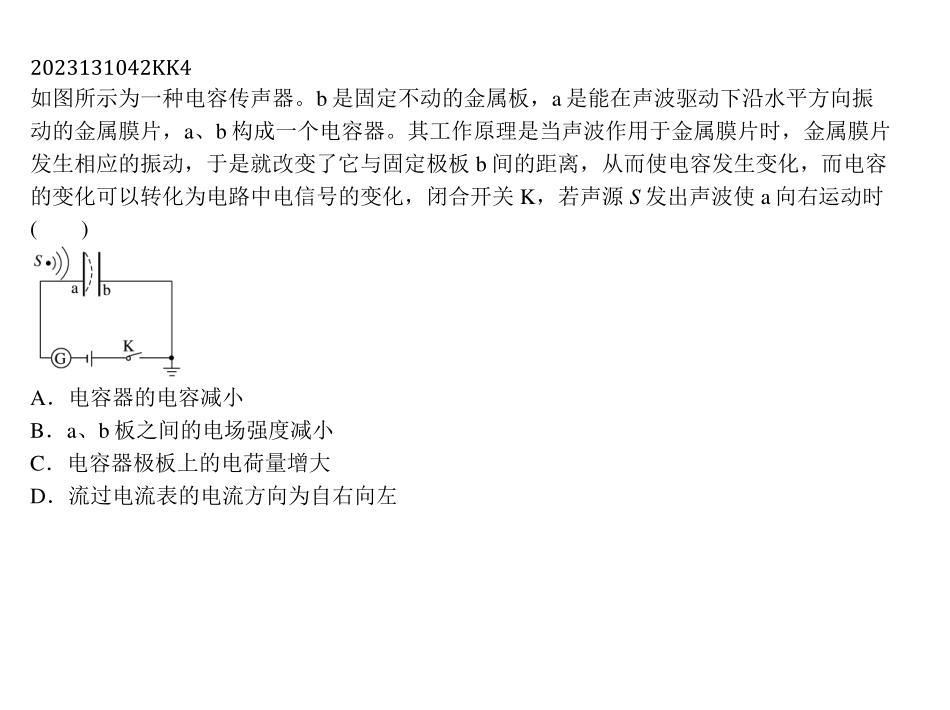 2023131042KK4
如图所示为一种电容传声器。b 是固定不动的金属板，a 是能在声波驱动下沿水平方向振
动的金属膜片，a、b 构成一个电容器。其工作原理是当声波作用于金属膜片时，金属膜片
发生相应的振动，于是就改变了它与固定极板 b 间的距离，从而使电容发生变化，而电容
的变化可以转化为电路中电信号的变化，闭合开关 K，若声源 S 发出声波使 a 向右运动时
(　　)
S
a b
K
G
A．电容器的电容减小
B．a、b 板之间的电场强度减小
C．电容器极板上的电荷量增大
D．流过电流表的电流方向为自右向左